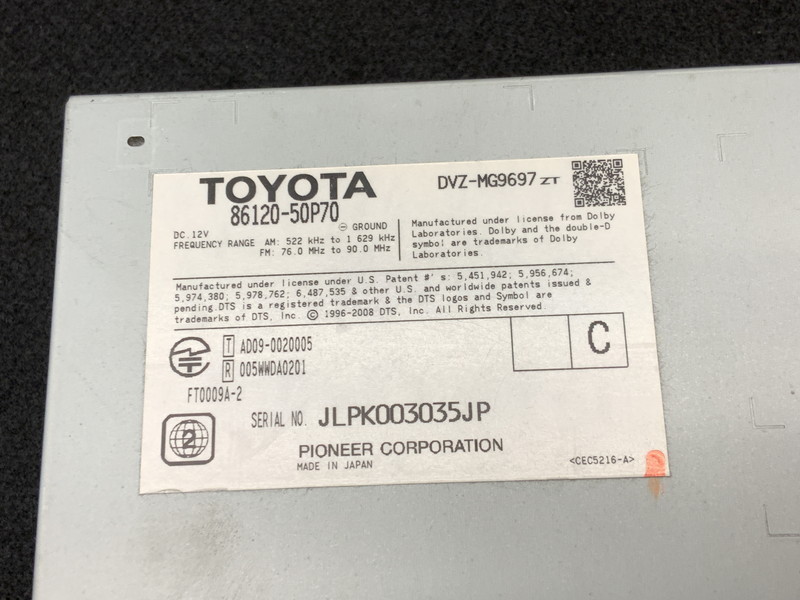 TOYOTA
86120-50P70
DVZ-MG9697 ZT
DC.12V
⊖ GROUND
FREQUENCY RANGE AM: 522 kHz to 1 629 kHz
FM: 76.0 MHz to 90.0 MHz
Manufactured under license from Dolby
Laboratories. Dolby and the double-D
symbol are trademarks of Dolby
Laboratories.
Manufactured under license under U.S. Patent #'s: 5,451,942; 5,956,674;
5,974,380; 5,978,762; 6,487,535 & other U.S. and worldwide patents issued &
pending.DTS is a registered trademark & the DTS logos and Symbol are
trademarks of DTS, Inc. © 1996-2008 DTS, Inc. All Rights Reserved.
T AD09-0020005
R 005WWDA0201
C
FT0009A-2
2
SERIAL NO. JLPK003035JP
PIONEER CORPORATION
MADE IN JAPAN
<CEC5216-A>